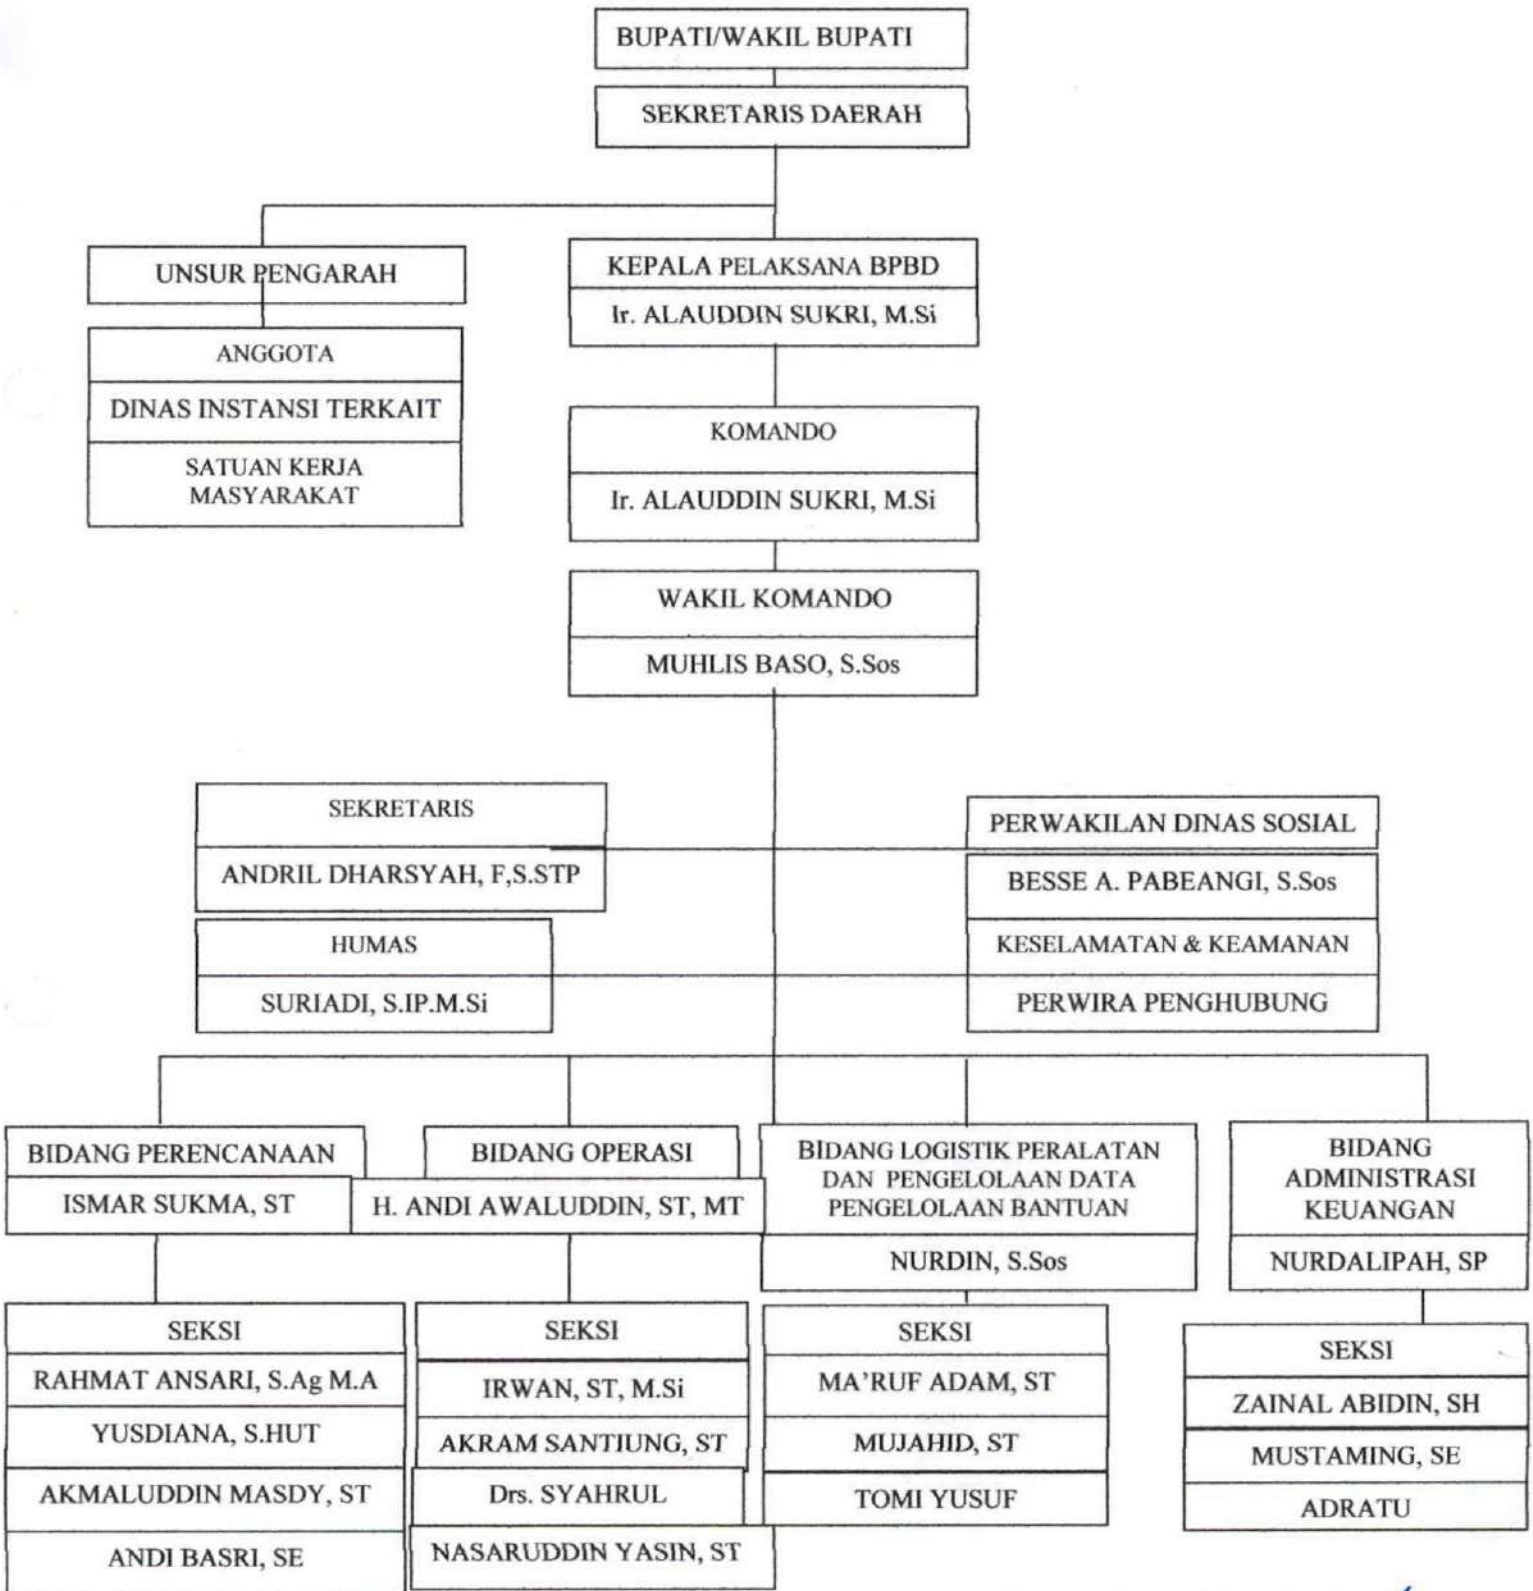 BUPATI/WAKIL BUPATI
SEKRETARIS DAERAH
UNSUR PENGARAH
ANGGOTA
DINAS INSTANSI TERKAIT
SATUAN KERJA
MASYARAKAT
KEPALA PELAKSANA BPBD
Ir. ALAUDDIN SUKRI, M.Si
KOMANDO
Ir. ALAUDDIN SUKRI, M.Si
WAKIL KOMANDO
MUHLIS BASO, S.Sos
SEKRETARIS
ANDRIL DHARSYAH, F,S.STP
HUMAS
SURIADI, S.IP.M.Si
PERWAKILAN DINAS SOSIAL
BESSE A. PABEANGI, S.Sos
KESELAMATAN & KEAMANAN
PERWIRA PENGHUBUNG
BIDANG PERENCANAAN
ISMAR SUKMA, ST
SEKSI
RAHMAT ANSARI, S.Ag M.A
YUSDIANA, S.HUT
AKMALUDDIN MASDY, ST
ANDI BASRI, SE
BIDANG OPERASI
H. ANDI AWALUDDIN, ST, MT
SEKSI
IRWAN, ST, M.Si
AKRAM SANTIUNG, ST
Drs. SYAHRUL
NASARUDDIN YASIN, ST
BIDANG LOGISTIK PERALATAN
DAN PENGELOLAAN DATA
PENGELOLAAN BANTUAN
NURDIN, S.Sos
SEKSI
MA'RUF ADAM, ST
MUJAHID, ST
TOMI YUSUF
BIDANG
ADMINISTRASI
KEUANGAN
NURDALIPAH, SP
SEKSI
ZAINAL ABIDIN, SH
MUSTAMING, SE
ADRATU